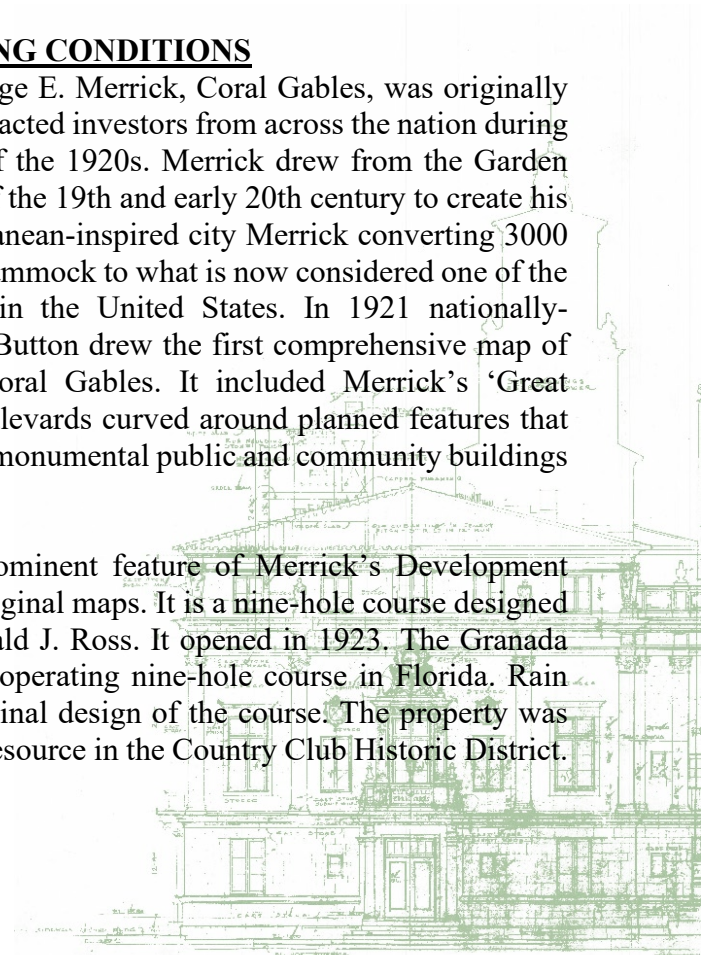 NG CONDITIONS
ge E. Merrick, Coral Gables, was originally
acted investors from across the nation during
f the 1920s. Merrick drew from the Garden
f the 19th and early 20th century to create his
anean-inspired city Merrick converting 3000
ammock to what is now considered one of the
in the United States. In 1921 nationally-
Button drew the first comprehensive map of
oral Gables. It included Merrick’s ‘Great
levards curved around planned features that
monumental public and community buildings
ominent feature of Merrick’s Development
ginal maps. It is a nine-hole course designed
ald J. Ross. It opened in 1923. The Granada
operating nine-hole course in Florida. Rain
inal design of the course. The property was
esource in the Country Club Historic District.
STUCCO
CAST STONE